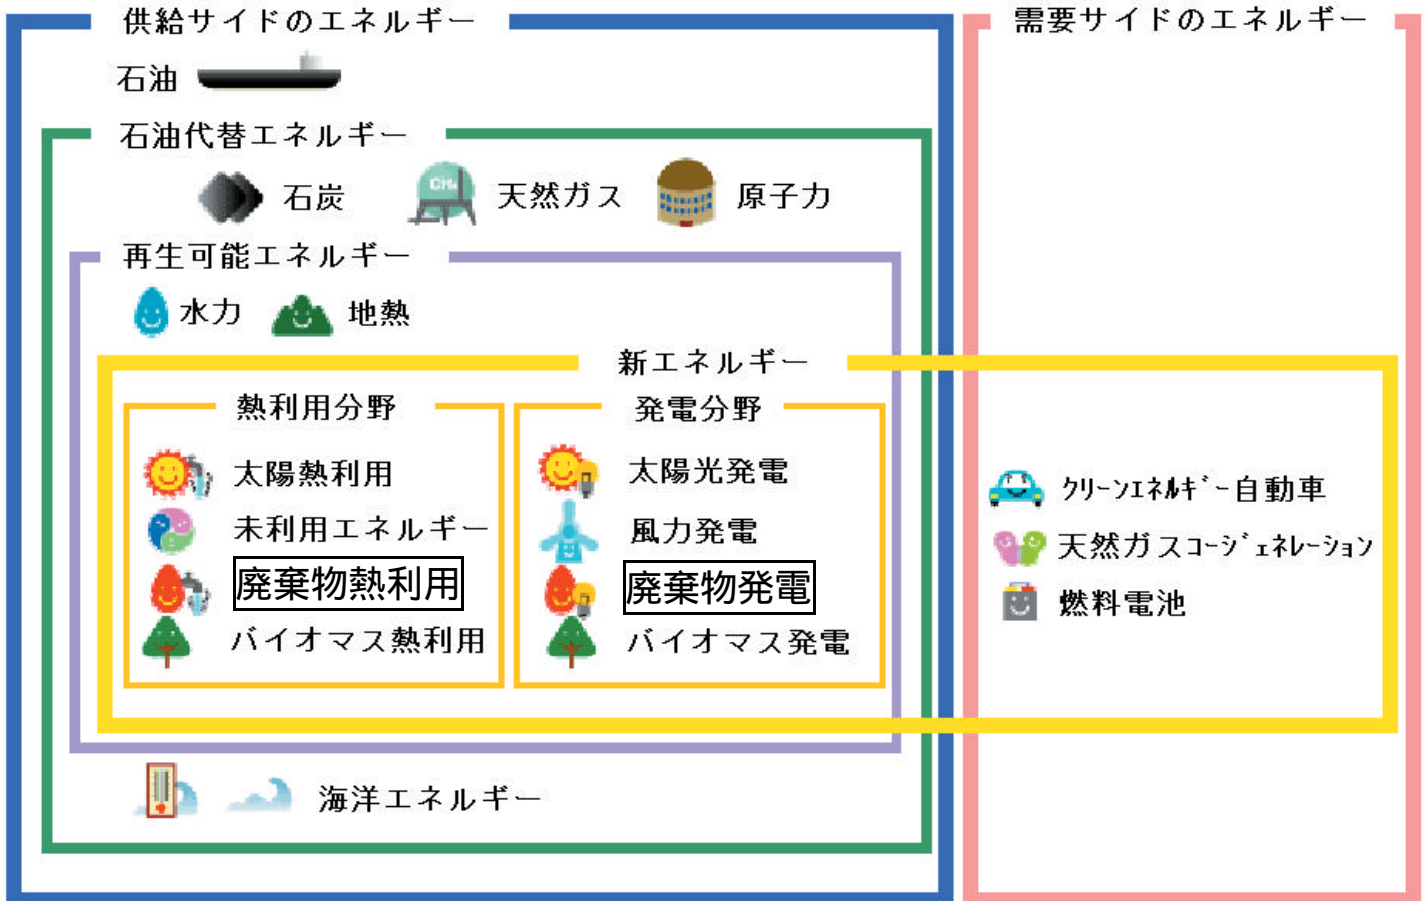 供給サイドのエネルギー
需要サイドのエネルギー
石油
石油代替エネルギー
石炭
CH₄
天然ガス
原子力
再生可能エネルギー
水力
地熱
新エネルギー
熱利用分野
発電分野
太陽熱利用
太陽光発電
未利用エネルギー
風力発電
廃棄物熱利用
廃棄物発電
バイオマス熱利用
バイオマス発電
クリーンエネルギー自動車
天然ガスコージェネレーション
燃料電池
海洋エネルギー